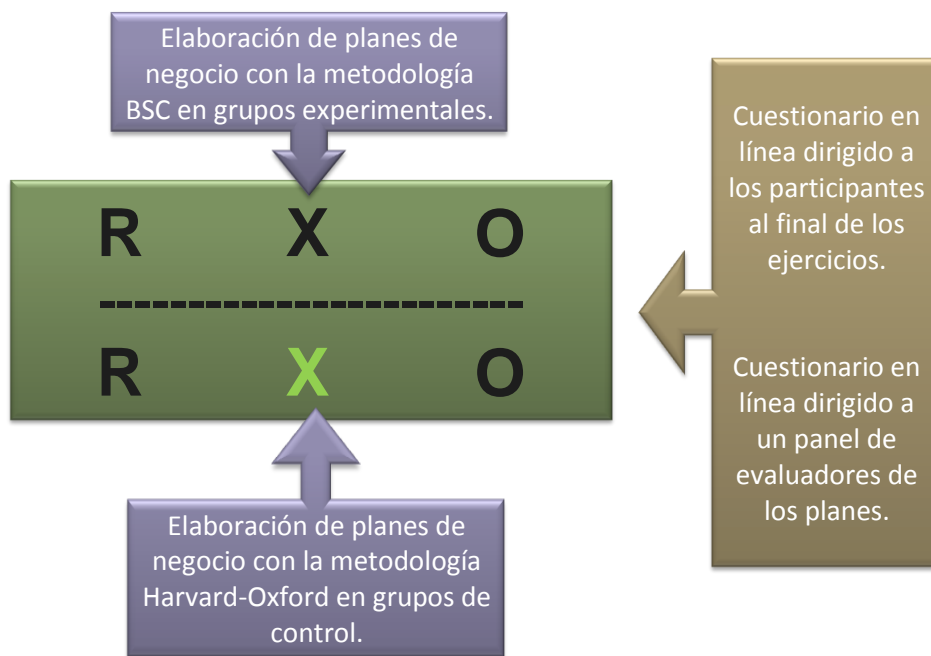 Elaboración de planes de
negocio con la metodología
BSC en grupos experimentales.
R X O
------------------------
R X O
Elaboración de planes de
negocio con la metodología
Harvard-Oxford en grupos de
control.
Cuestionario en
línea dirigido a
los participantes
al final de los
ejercicios.
Cuestionario en
línea dirigido a
un panel de
evaluadores de
los planes.